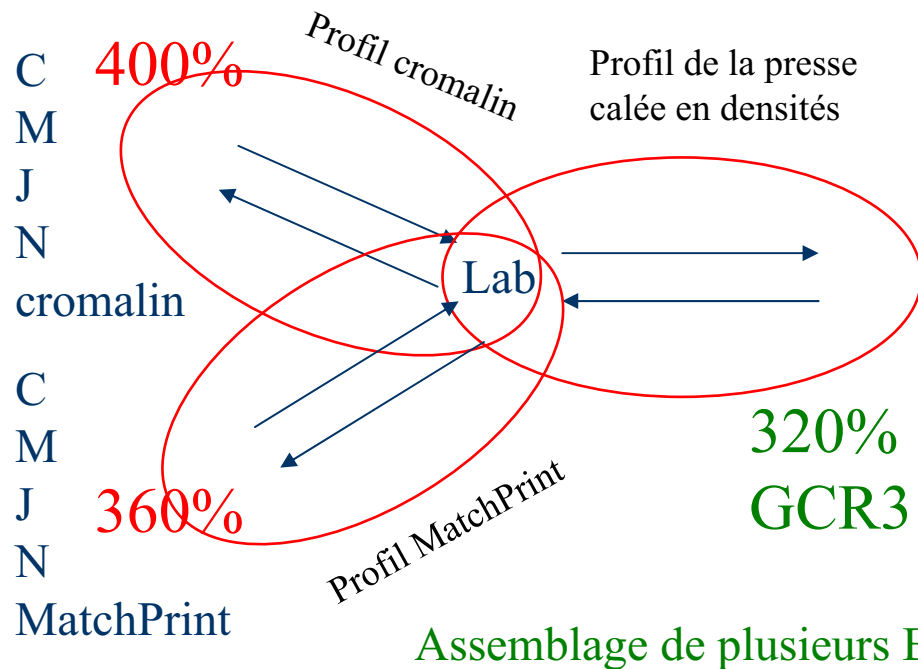 Profil cromalin
400%
Profil de la presse
calée en densités
C
M
J
N
cromalin
Lab
C
M
J
N
MatchPrint
360%
Profil MatchPrint
320%
GCR3
Assemblage de plusieurs